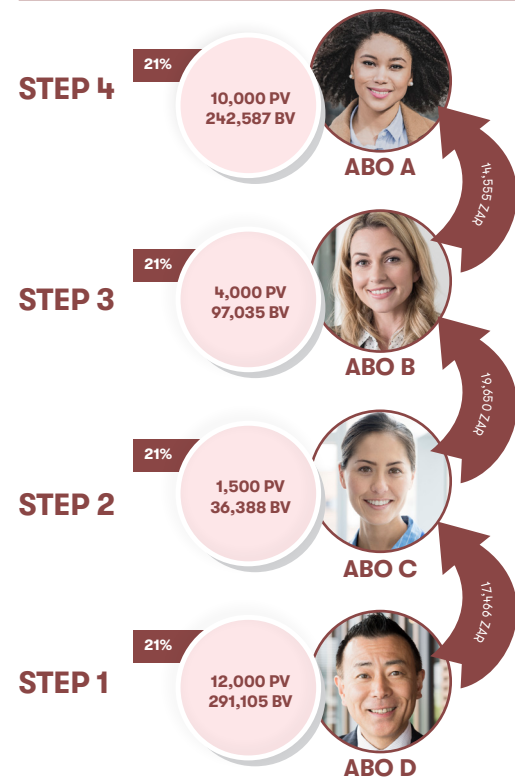 STEP 4
21%
10,000 PV
242,587 BV
ABO A
14,555 ZAR
STEP 3
21%
4,000 PV
97,035 BV
ABO B
19,650 ZAR
STEP 2
21%
1,500 PV
36,388 BV
ABO C
17,466 ZAR
STEP 1
21%
12,000 PV
291,105 BV
ABO D